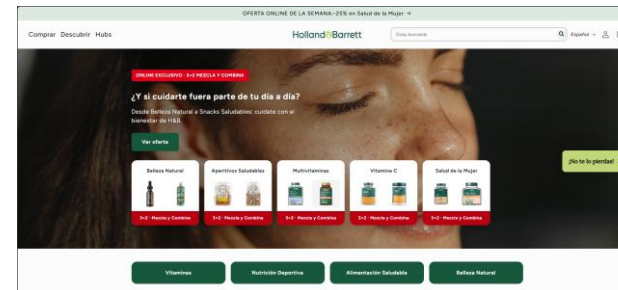 OFERTA ONLINE DE LA SEMANA:-25% en Salud de la Mujer →
Comprar Descubrir Hubs
Holland&Barrett
Estoy buscando
Español
ONLINE EXCLUSIVO · 3×2 MEZCLA Y COMBINA
¿Y si cuidarte fuera parte de tu día a día?
Desde Belleza Natural a Snacks Saludables: cuídate con el
bienestar de H&B.
Ver oferta
¡No te lo pierdas!
Belleza Natural
Aperitivos Saludables
Multivitaminas
Vitamina C
Salud de la Mujer
3×2 · Mezcla y Combina
3×2 · Mezcla y Combina
3×2 · Mezcla y Combina
3×2 · Mezcla y Combina
3×2 · Mezcla y Combina
Vitaminas
Nutrición Deportiva
Alimentación Saludable
Belleza Natural